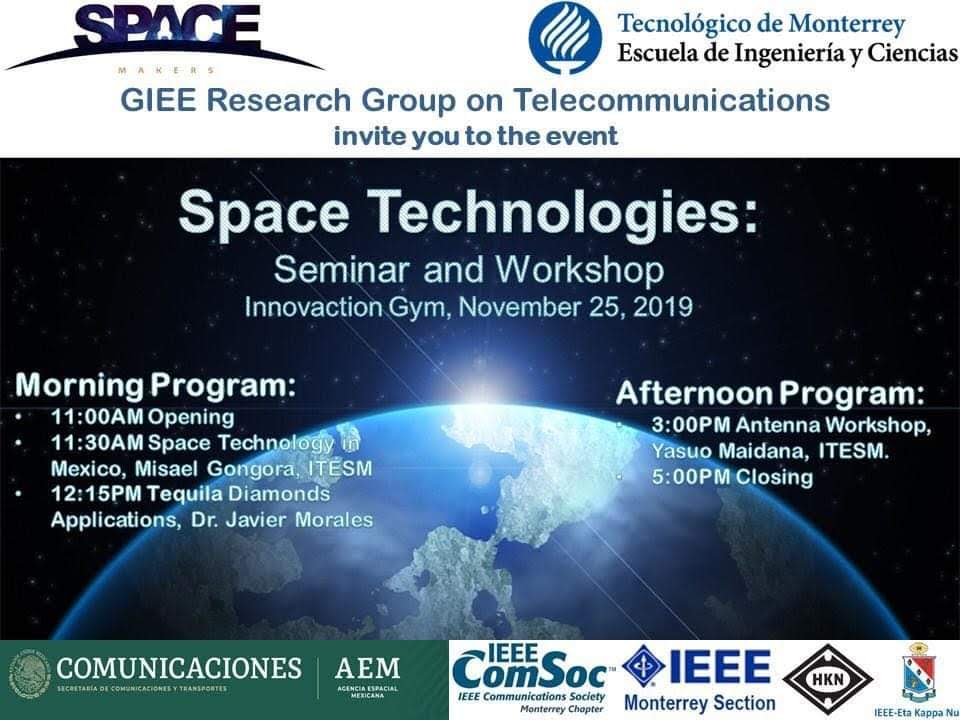 SPACE
MAKERS
Tecnológico de Monterrey
Escuela de Ingeniería y Ciencias
GIEE Research Group on Telecommunications
invite you to the event
Space Technologies:
Seminar and Workshop
Innovaction Gym, November 25, 2019
Morning Program:
• 11:00AM Opening
• 11:30AM Space Technology in
Mexico, Misael Gongora, ITESM
• 12:15PM Tequila Diamonds
Applications, Dr. Javier Morales
Afternoon Program:
• 3:00PM Antenna Workshop,
Yasuo Maidana, ITESM.
• 5:00PM Closing
COMUNICACIONES
SECRETARÍA DE COMUNICACIONES Y TRANSPORTES
AEM
AGENCIA ESPACIAL
MEXICANA
IEEE
ComSoc™
IEEE Communications Society
Monterrey Chapter
IEEE
Monterrey Section
HKN
IEEE-Eta Kappa Nu